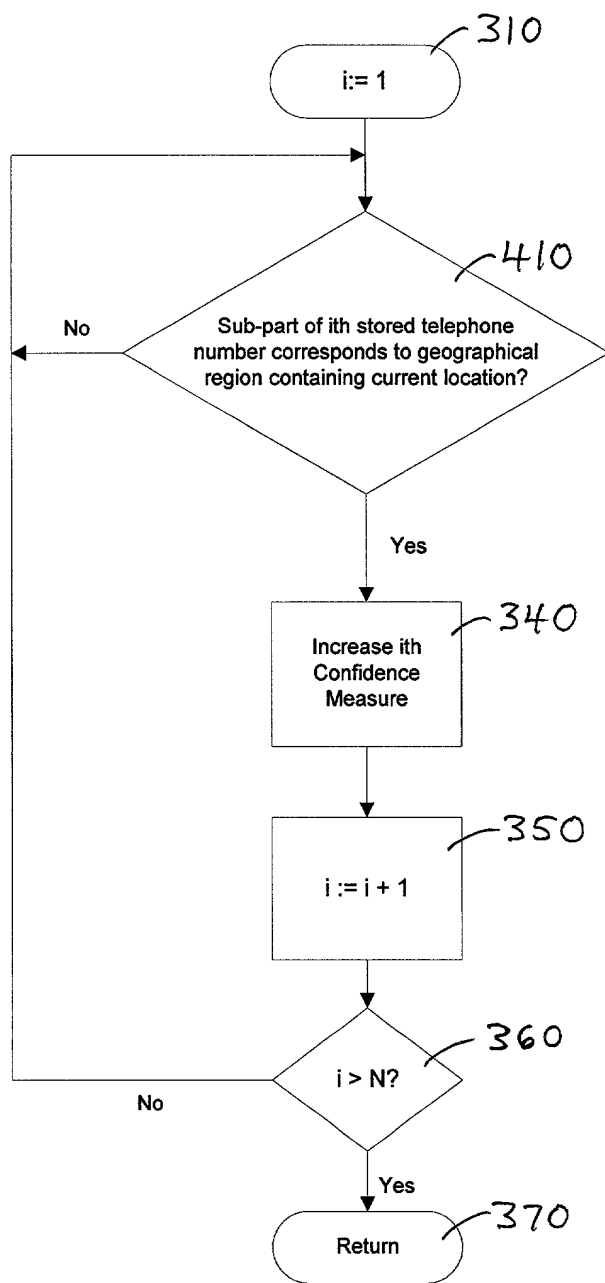 310
i:= 1
410
No
Sub-part of ith stored telephone
number corresponds to geographical
region containing current location?
Yes
340
Increase ith
Confidence
Measure
350
i := i + 1
360
i > N?
No
Yes
370
Return